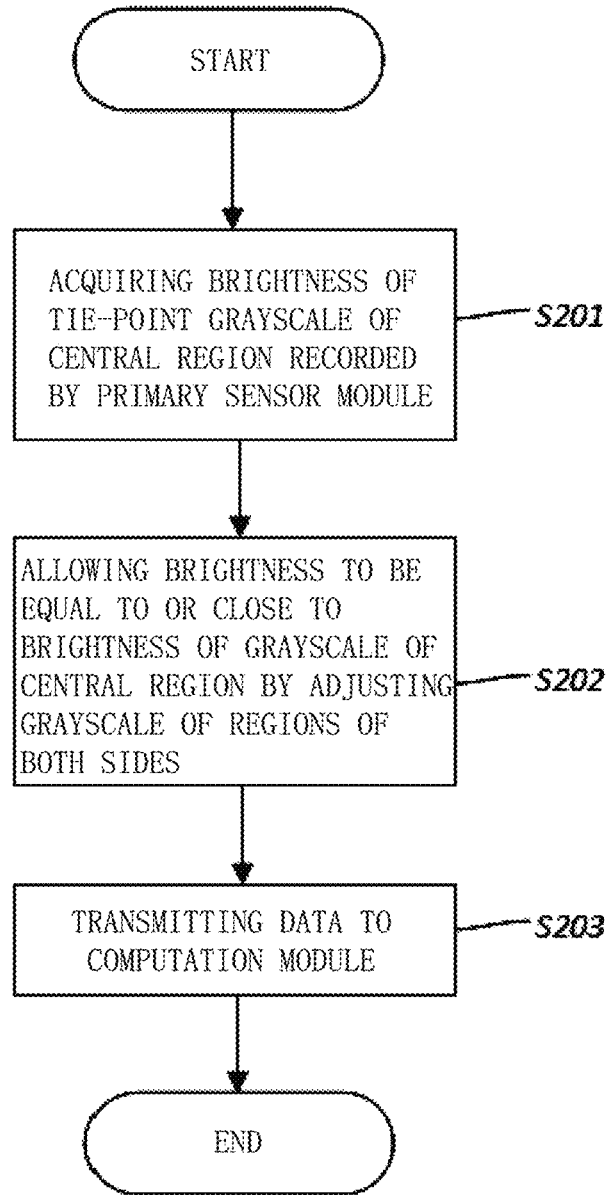 START
ACQUIRING BRIGHTNESS OF
TIE-POINT GRAYSCALE OF
CENTRAL REGION RECORDED
BY PRIMARY SENSOR MODULE
S201
ALLOWING BRIGHTNESS TO BE
EQUAL TO OR CLOSE TO
BRIGHTNESS OF GRAYSCALE OF
CENTRAL REGION BY ADJUSTING
GRAYSCALE OF REGIONS OF
BOTH SIDES
S202
TRANSMITTING DATA TO
COMPUTATION MODULE
S203
END